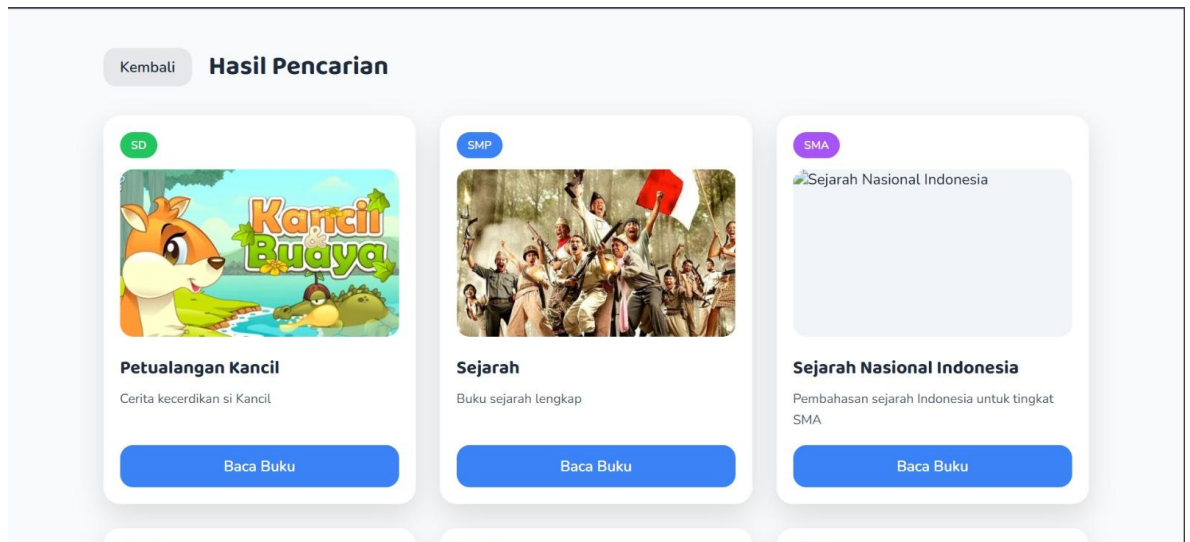 Kembali
Hasil Pencarian
SD
Kancil
&
Buaya
Petualangan Kancil
Cerita kecerdikan si Kancil
Baca Buku
SMP
Sejarah
Buku sejarah lengkap
Baca Buku
SMA
Sejarah Nasional Indonesia
Sejarah Nasional Indonesia
Pembahasan sejarah Indonesia untuk tingkat
SMA
Baca Buku